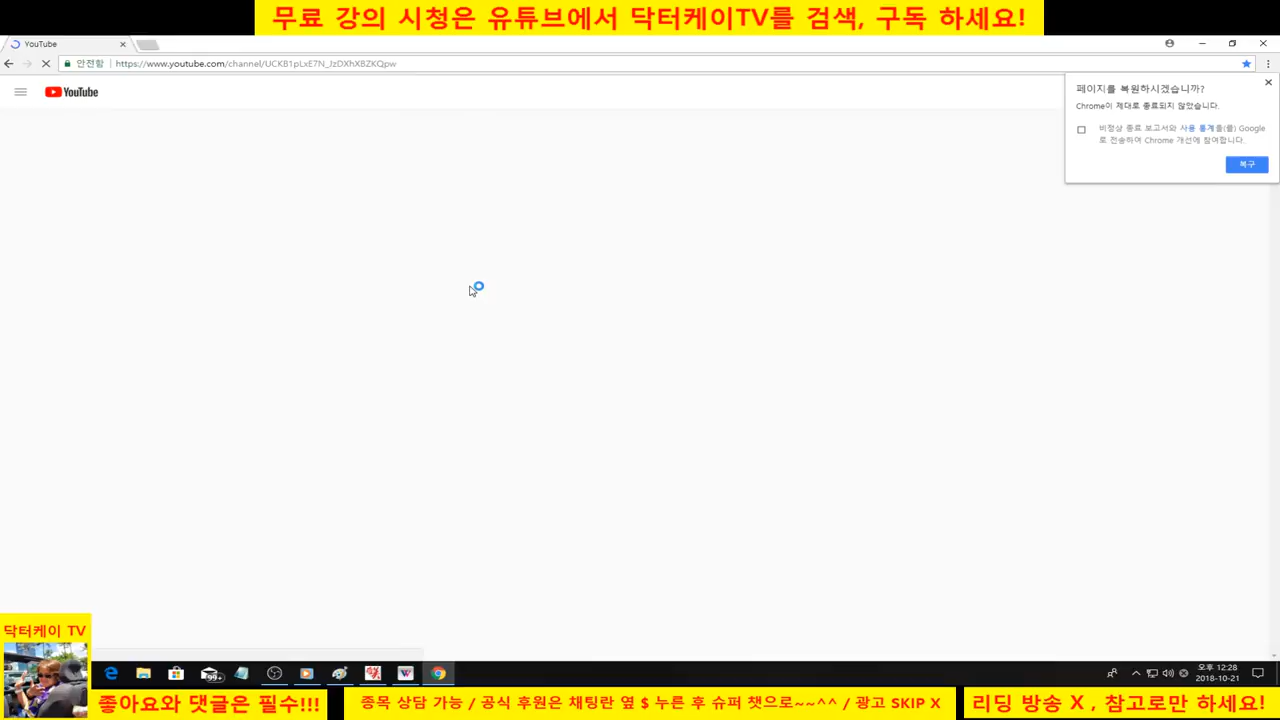 무료 강의 시청은 유튜브에서 닥터케이TV를 검색, 구독 하세요!
YouTube
안전함
https://www.youtube.com/channel/UCKB1pLxE7N_JzDXhXBZKQpw
YouTube
페이지를 복원하시겠습니까?
Chrome이 제대로 종료되지 않았습니다.
비정상 종료 보고서와 사용 통계을(를) Google
로 전송하여 Chrome 개선에 참여합니다.
복구
닥터케이 TV
99+
오후 12:28
2018-10-21
좋아요와 댓글은 필수!!!
종목 상담 가능 / 공식 후원은 채팅란 옆 $ 누른 후 슈퍼 챗으로~~^^ / 광고 SKIP X
리딩 방송 X , 참고로만 하세요!